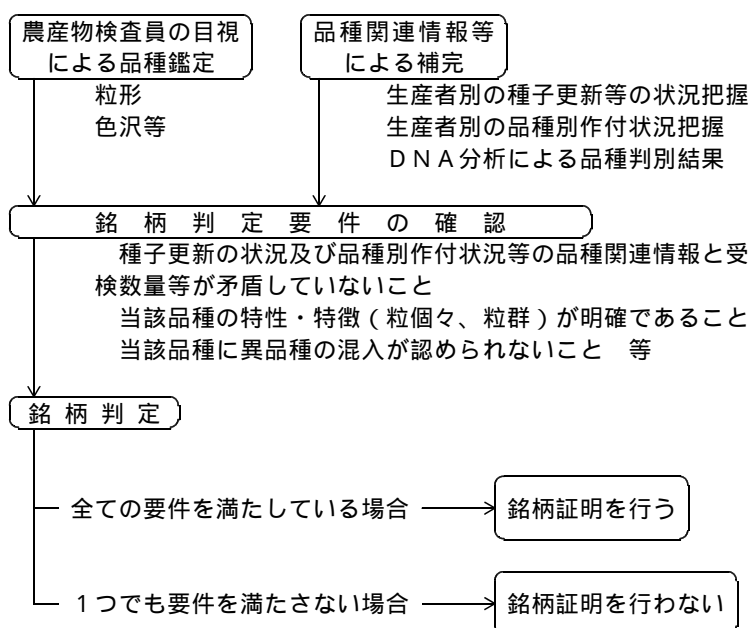 農産物検査員の目視
による品種鑑定
品種関連情報等
による補完
粒形
色沢等
生産者別の種子更新等の状況把握
生産者別の品種別作付状況把握
ＤＮＡ分析による品種判別結果
銘柄判定要件の確認
種子更新の状況及び品種別作付状況等の品種関連情報と受
検数量等が矛盾していないこと
当該品種の特性・特徴（粒個々、粒群）が明確であること
当該品種に異品種の混入が認められないこと　等
銘柄判定
全ての要件を満たしている場合
銘柄証明を行う
１つでも要件を満たさない場合
銘柄証明を行わない